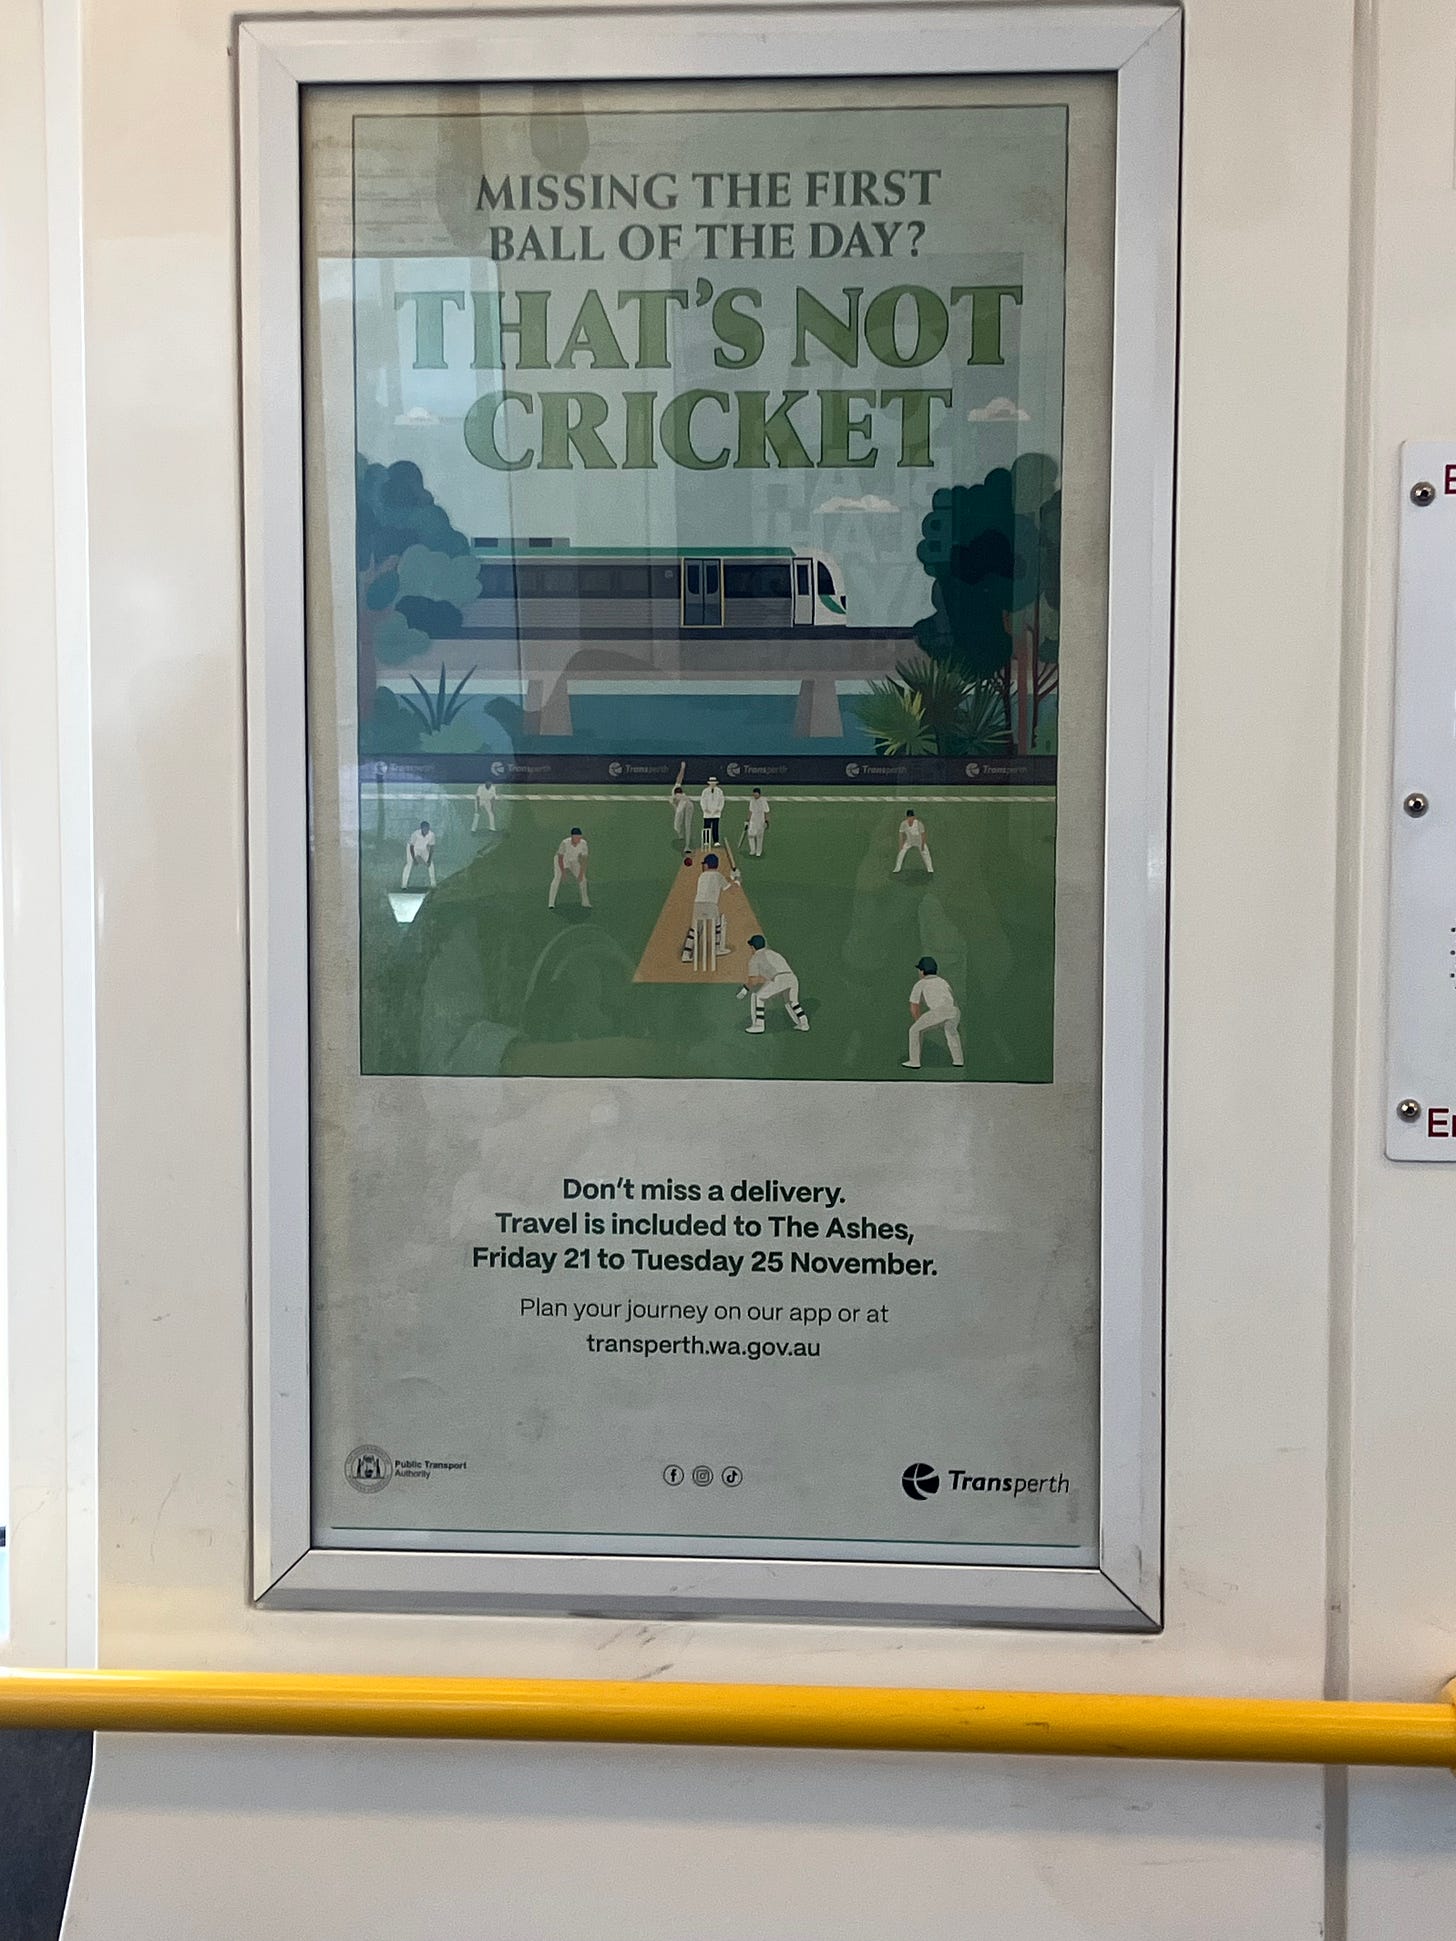 MISSING THE FIRST
BALL OF THE DAY?
THAT'S NOT
CRICKET
Transperth Transperth Transperth Transperth Transperth Transperth
Don't miss a delivery.
Travel is included to The Ashes,
Friday 21 to Tuesday 25 November.
Plan your journey on our app or at
transperth.wa.gov.au
Public Transport
Authority
Transperth